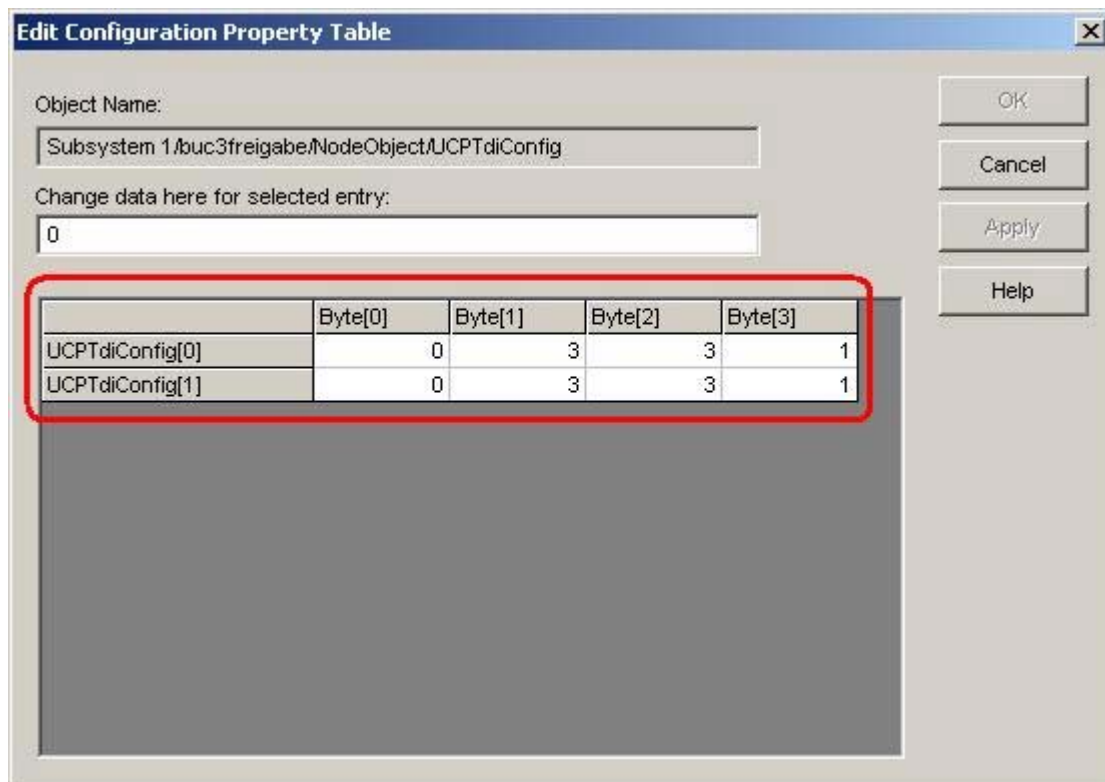 Edit Configuration Property Table
Object Name:
OK
Subsystem 1/buc3freigabe/NodeObject/UCPTdiConfig
Cancel
Change data here for selected entry:
0
Apply
Help
Byte[0] Byte[1] Byte[2] Byte[3]
UCPTdiConfig[0] 0 3 3 1
UCPTdiConfig[1] 0 3 3 1